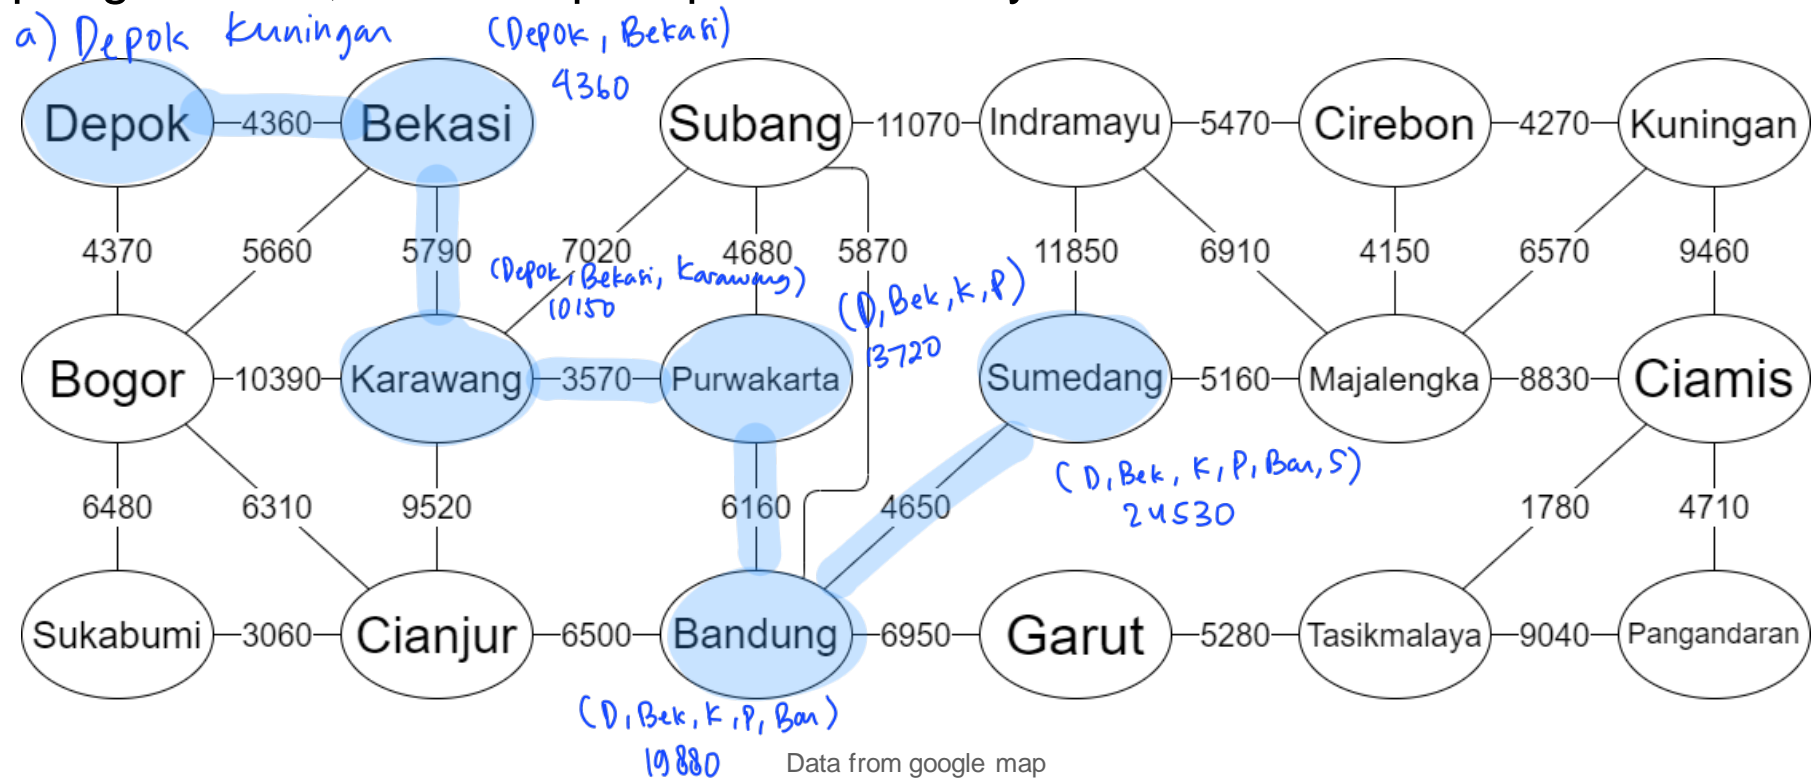 a) Depok Kuningan
(Depok, Bekasi)
4360
Depok 4360 Bekasi Subang 11070 Indramayu 5470 Cirebon 4270 Kuningan
4370 5660 5790 7020 4680 5870 11850 6910 4150 6570 9460
(Depok, Bekasi, Karawang)
10150
(D, Bek, K, P)
13720
Bogor 10390 Karawang 3570 Purwakarta Sumedang 5160 Majalengka 8830 Ciamis
(D, Bek, K, P, Ban, S)
24530
6480 6310 9520 6160 4650 1780 4710
Sukabumi 3060 Cianjur 6500 Bandung 6950 Garut 5280 Tasikmalaya 9040 Pangandaran
(D, Bek, K, P, Ban)
19880
Data from google map